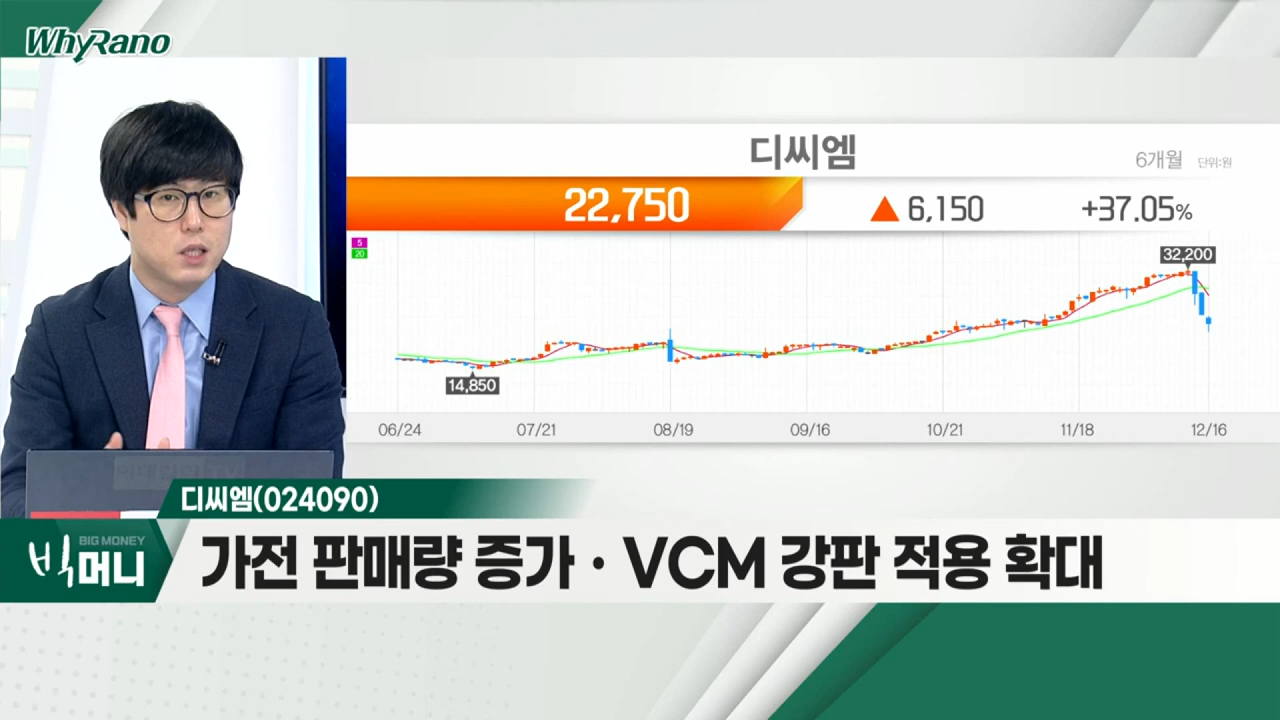 WhyRano
디씨엠
6개월 단위:원
22,750 ▲ 6,150 +37.05%
5
20
32,200
14,850
06/24 07/21 08/19 09/16 10/21 11/18 12/16
디씨엠(024090)
BIG MONEY
빅머니
가전 판매량 증가·VCM 강판 적용 확대